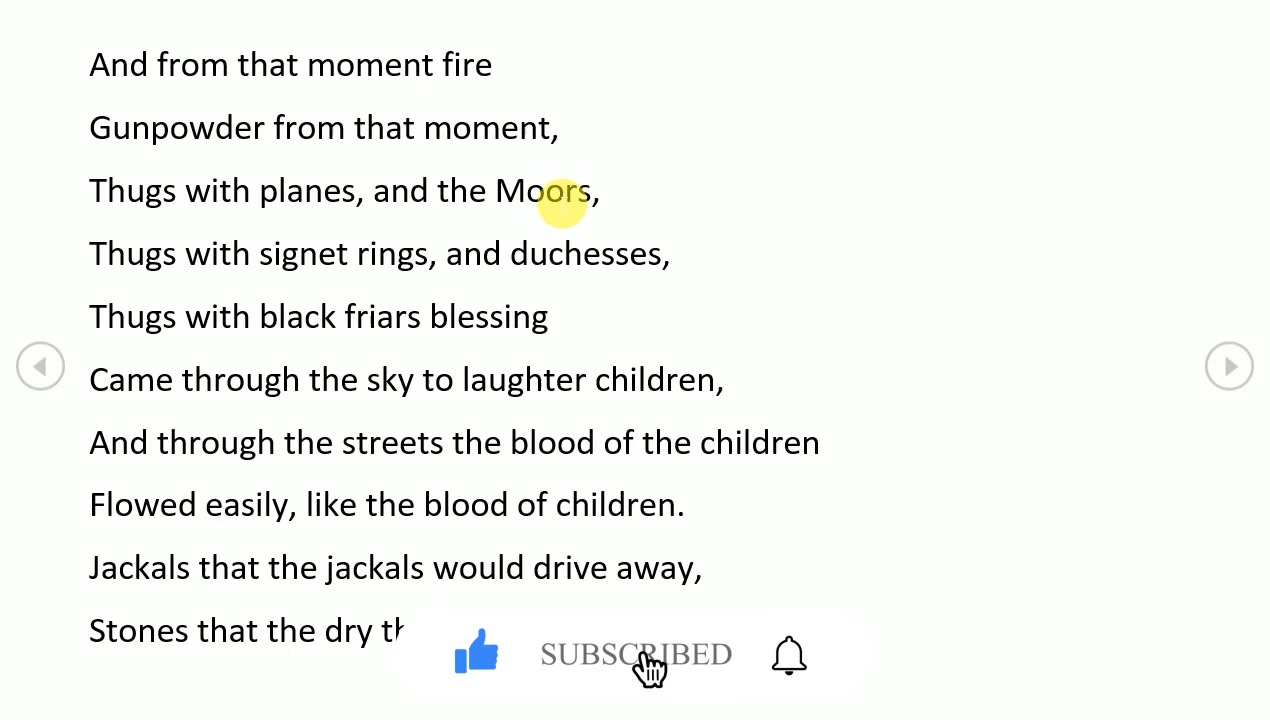 And from that moment fire
Gunpowder from that moment,
Thugs with planes, and the Moors,
Thugs with signet rings, and duchesses,
Thugs with black friars blessing
Came through the sky to laughter children,
And through the streets the blood of the children
Flowed easily, like the blood of children.
Jackals that the jackals would drive away,
Stones that the dry
SUBSCRIBED